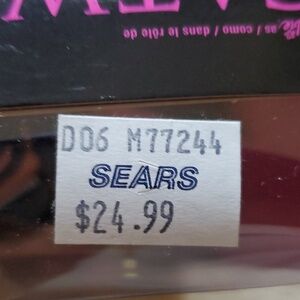 as / como / dans le rôle de
D06 M77244
SEARS
$24.99